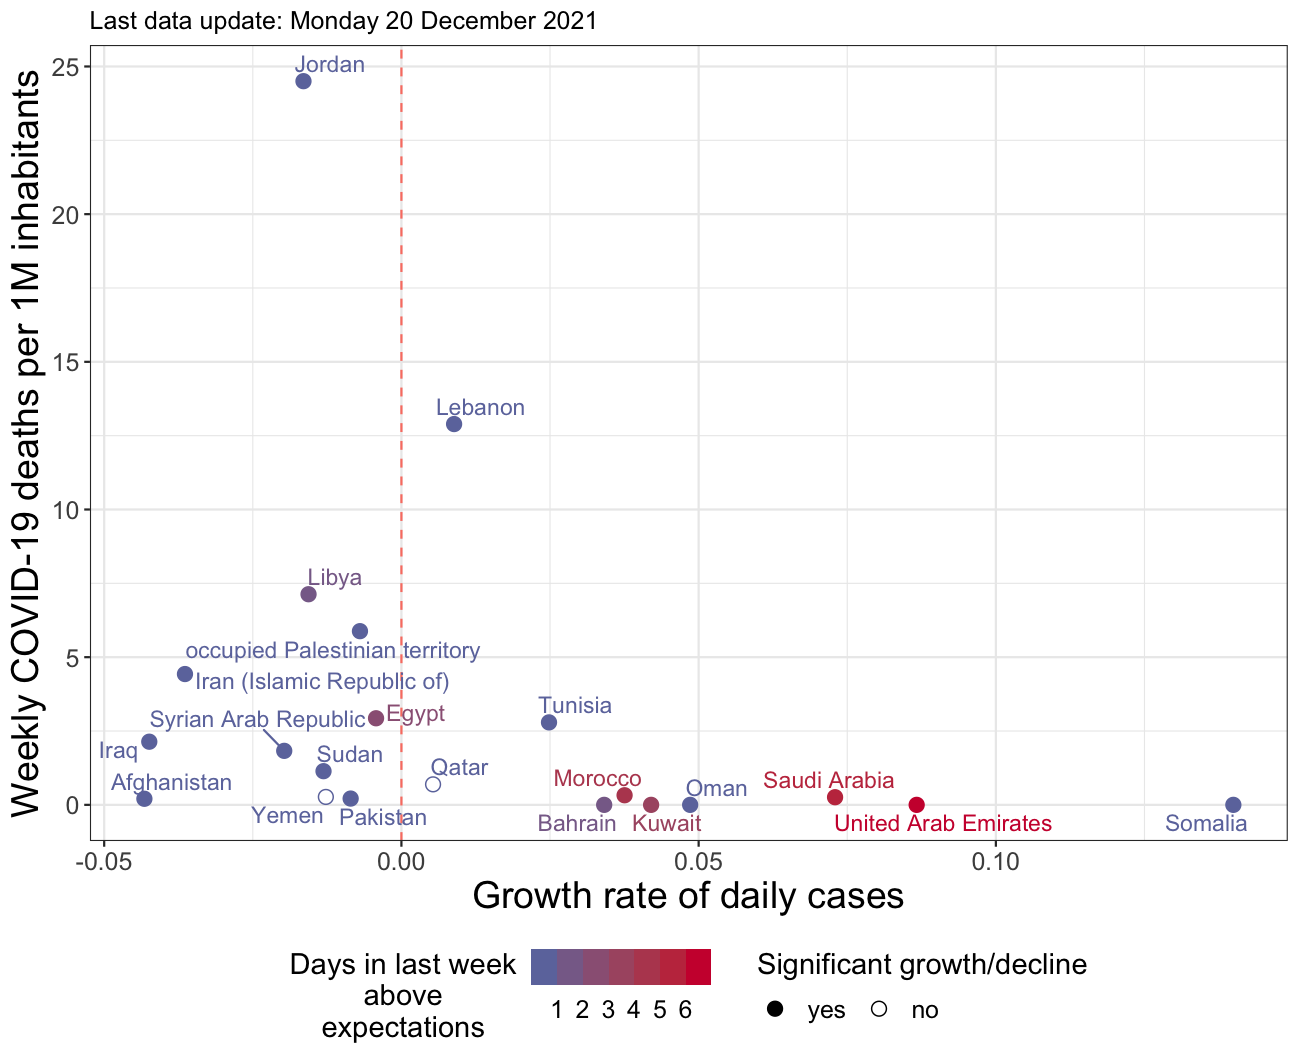 Last data update: Monday 20 December 2021
Weekly COVID-19 deaths per 1M inhabitants
25
20
15
10
5
0
Jordan
Lebanon
Libya
occupied Palestinian territory
Iran (Islamic Republic of)
Syrian Arab Republic
Egypt
Tunisia
Iraq
Sudan
Qatar
Afghanistan
Morocco
Saudi Arabia
Oman
Yemen
Pakistan
Bahrain
Kuwait
United Arab Emirates
Somalia
-0.05
0.00
0.05
0.10
Growth rate of daily cases
Days in last week
above
expectations
1 2 3 4 5 6
Significant growth/decline
yes
no